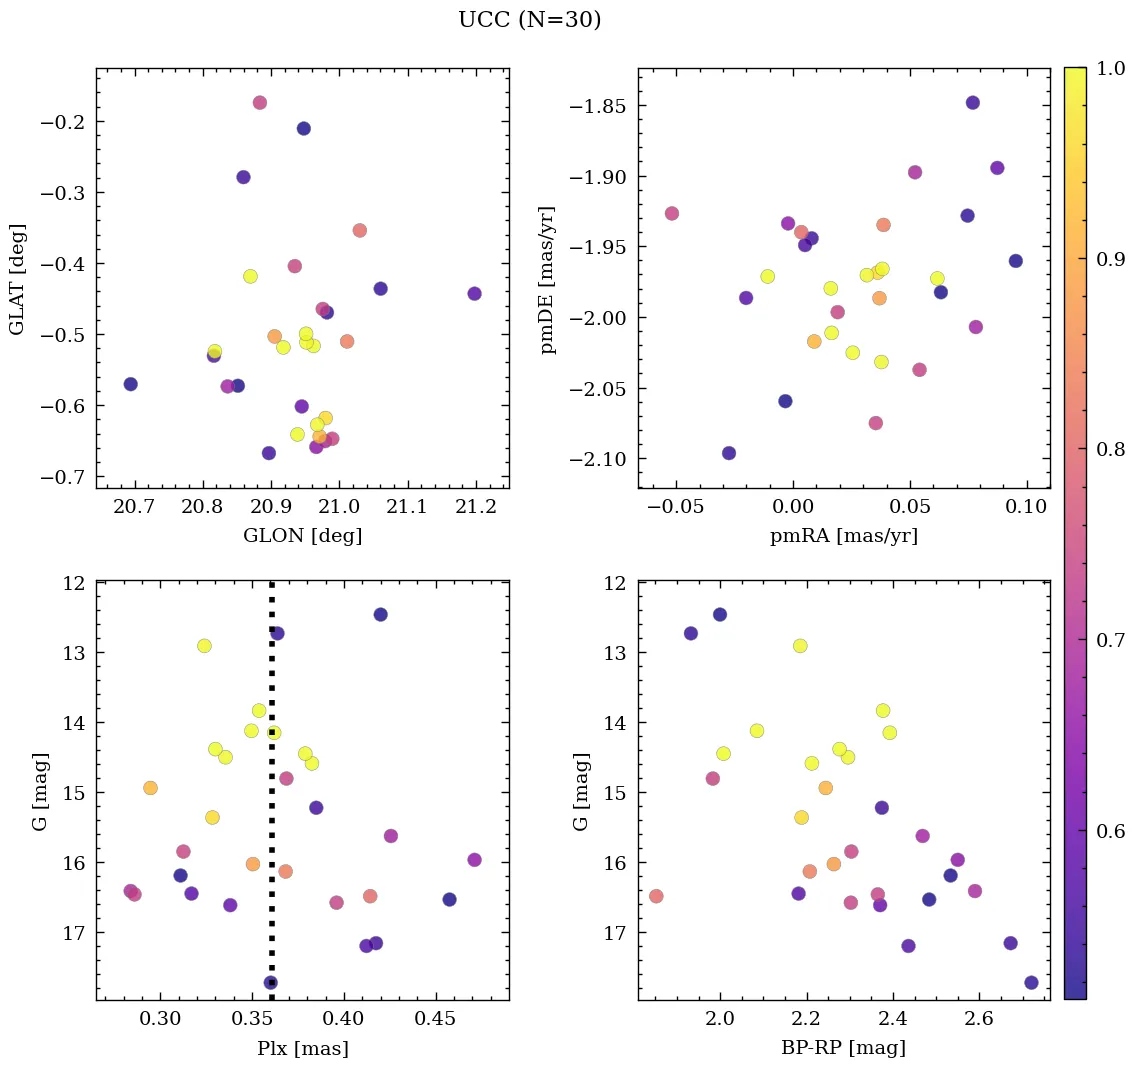 UCC (N=30)
−0.2
−0.3
−0.4
−0.5
−0.6
−0.7
GLAT [deg]
20.7 20.8 20.9 21.0 21.1 21.2
GLON [deg]
−1.85
−1.90
−1.95
−2.00
−2.05
−2.10
pmDE [mas/yr]
−0.05 0.00 0.05 0.10
pmRA [mas/yr]
12
13
14
15
16
17
G [mag]
0.30 0.35 0.40 0.45
Plx [mas]
12
13
14
15
16
17
G [mag]
2.0 2.2 2.4 2.6
BP-RP [mag]
1.0
0.9
0.8
0.7
0.6